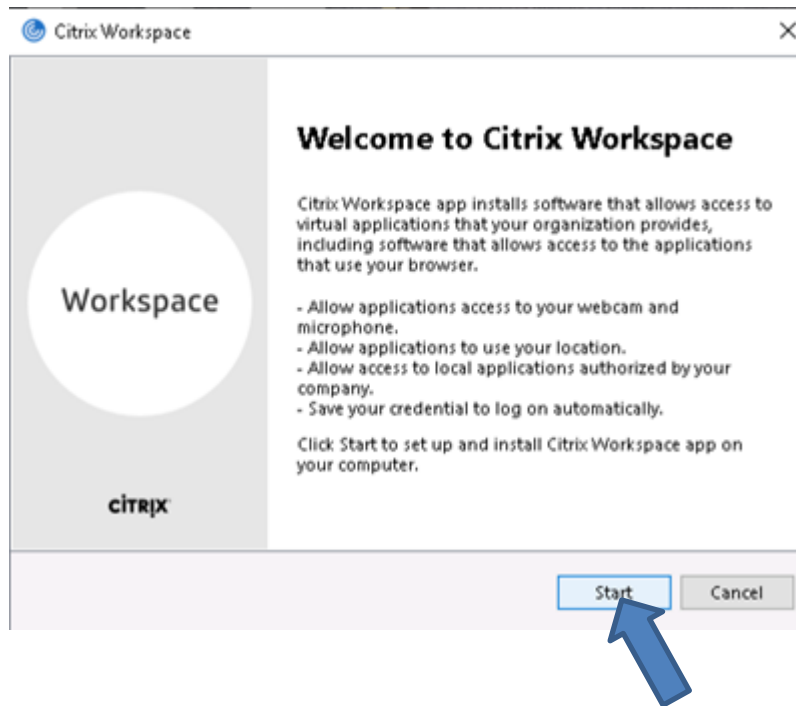 Citrix Workspace
Welcome to Citrix Workspace
Citrix Workspace app installs software that allows access to
virtual applications that your organization provides,
including software that allows access to the applications
that use your browser.
- Allow applications access to your webcam and
microphone.
- Allow applications to use your location.
- Allow access to local applications authorized by your
company.
- Save your credential to log on automatically.
Click Start to set up and install Citrix Workspace app on
your computer.
Workspace
CİTRIX
Start
Cancel